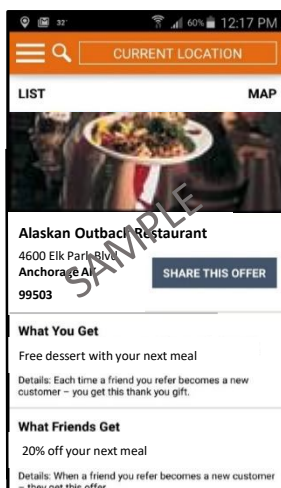 32° 60% 12:17 PM
CURRENT LOCATION
LIST MAP
Alaskan Outback Restaurant
4600 Elk Park Blvd
Anchorage
SHARE THIS OFFER
99503
SAMPLE
What You Get
Free dessert with your next meal
Details: Each time a friend you refer becomes a new
customer – you get this thank you gift.
What Friends Get
20% off your next meal
Details: When a friend you refer becomes a new customer
– they get this offer